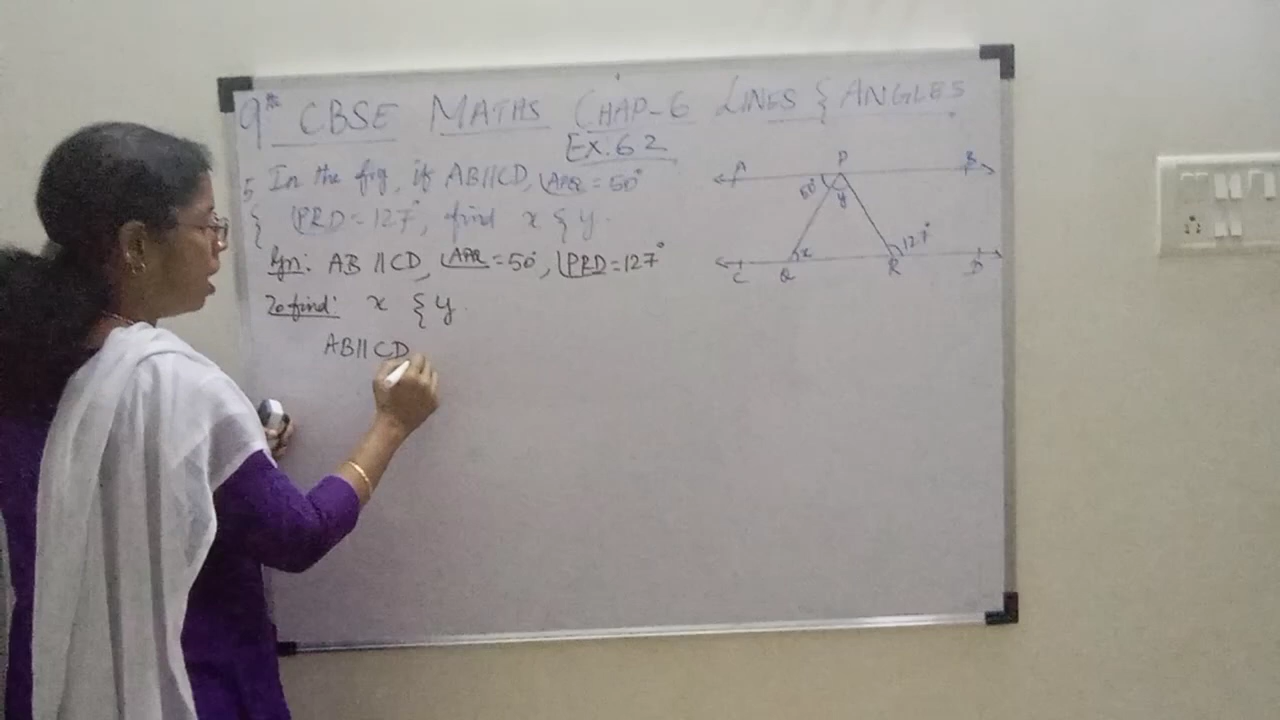 9th CBSE MATHS CHAP-6 LINES & ANGLES
Ex. 6.2
5 In the fig, if AB||CD, ∠APQ = 50°
& ∠PRD = 127°, find x & y.
Gn: AB || CD, ∠APQ = 50°, ∠PRD = 127°
To find: x & y.
AB || CD
A P B
50° y
x 127°
C Q R D